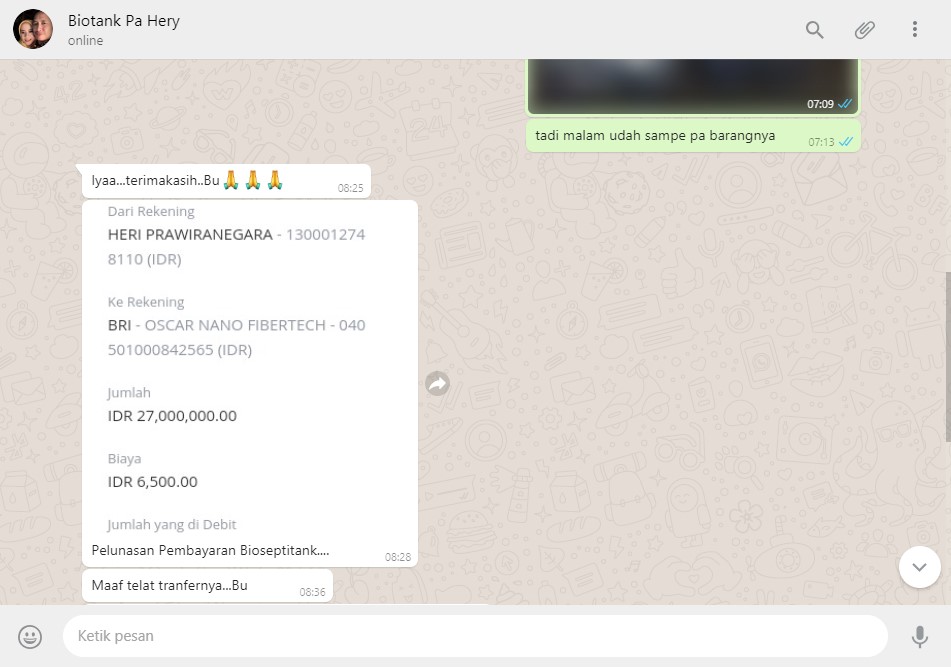 Biotank Pa Hery
online
07:09
tadi malam udah sampe pa barangnya
07:13
Iyaa...terimakasih..Bu🙏🙏🙏
08:25
Dari Rekening
HERI PRAWIRANEGARA - 130001274
8110 (IDR)
Ke Rekening
BRI - OSCAR NANO FIBERTECH - 040
501000842565 (IDR)
Jumlah
IDR 27,000,000.00
Biaya
IDR 6,500.00
Jumlah yang di Debit
Pelunasan Pembayaran Bioseptitank....
08:28
Maaf telat tranfernya...Bu
08:36
Ketik pesan